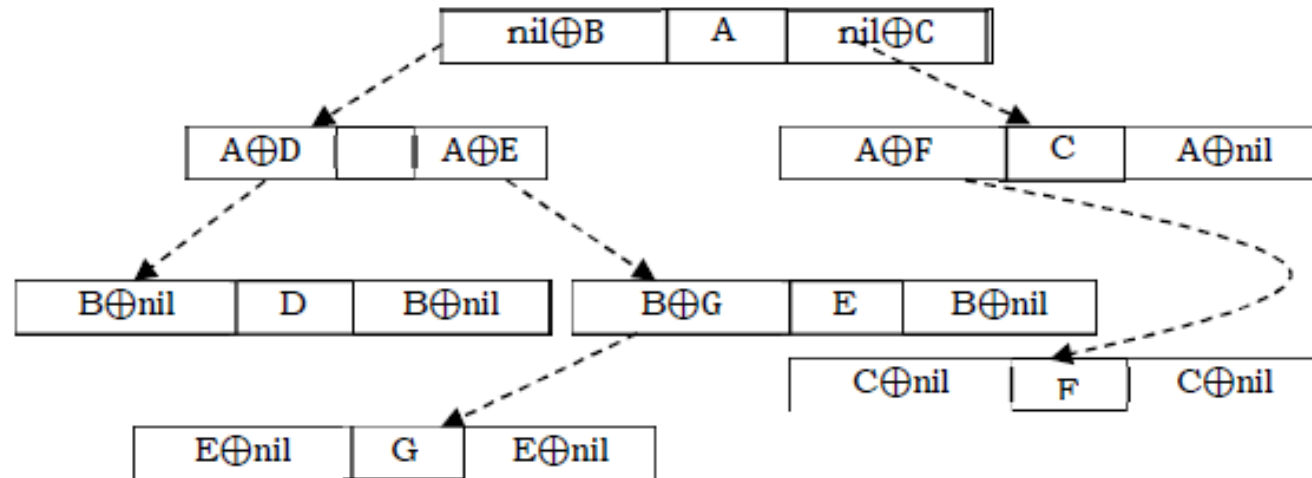 nil⊕B A nil⊕C
A⊕D A⊕E A⊕F C A⊕nil
B⊕nil D B⊕nil B⊕G E B⊕nil
C⊕nil F C⊕nil
E⊕nil G E⊕nil